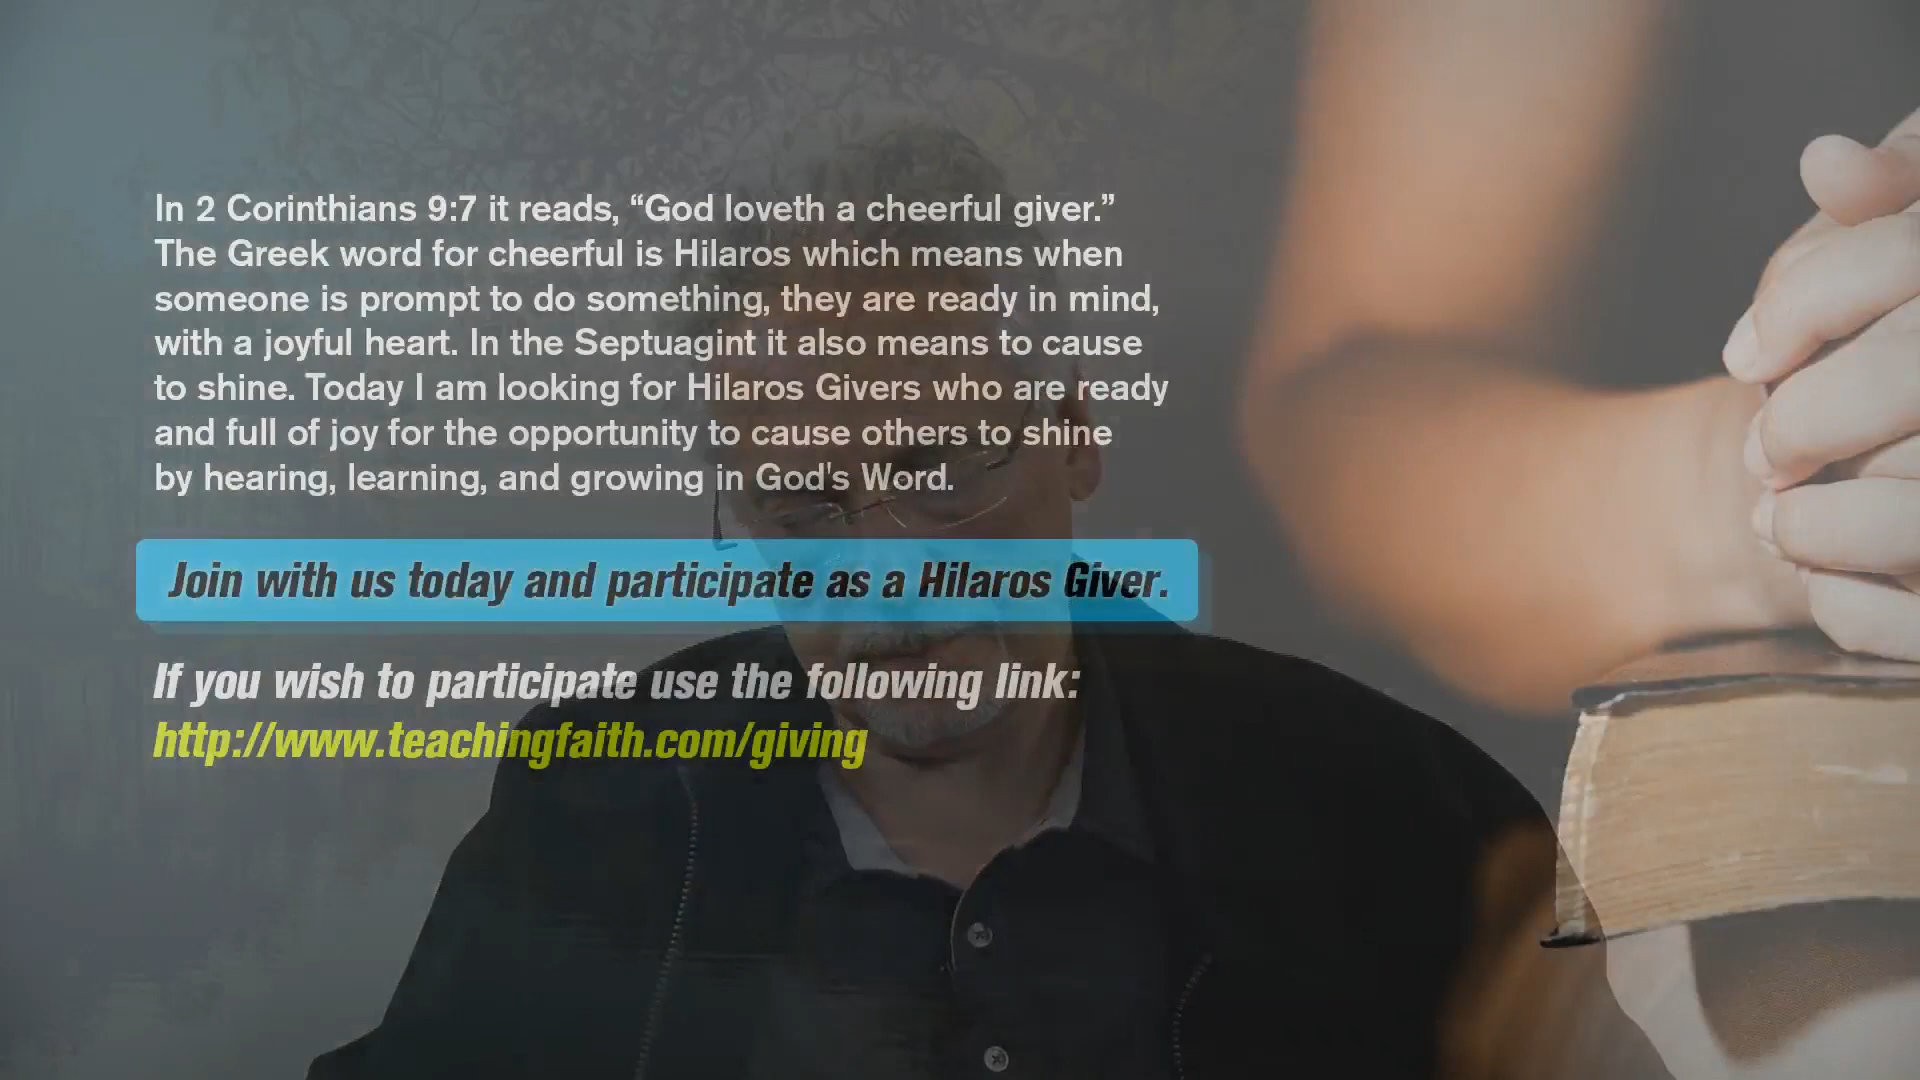 In 2 Corinthians 9:7 it reads, “God loveth a cheerful giver.”
The Greek word for cheerful is Hilaros which means when
someone is prompt to do something, they are ready in mind,
with a joyful heart. In the Septuagint it also means to cause
to shine. Today I am looking for Hilaros Givers who are ready
and full of joy for the opportunity to cause others to shine
by hearing, learning, and growing in God's Word.
Join with us today and participate as a Hilaros Giver.
If you wish to participate use the following link:
http://www.teachingfaith.com/giving